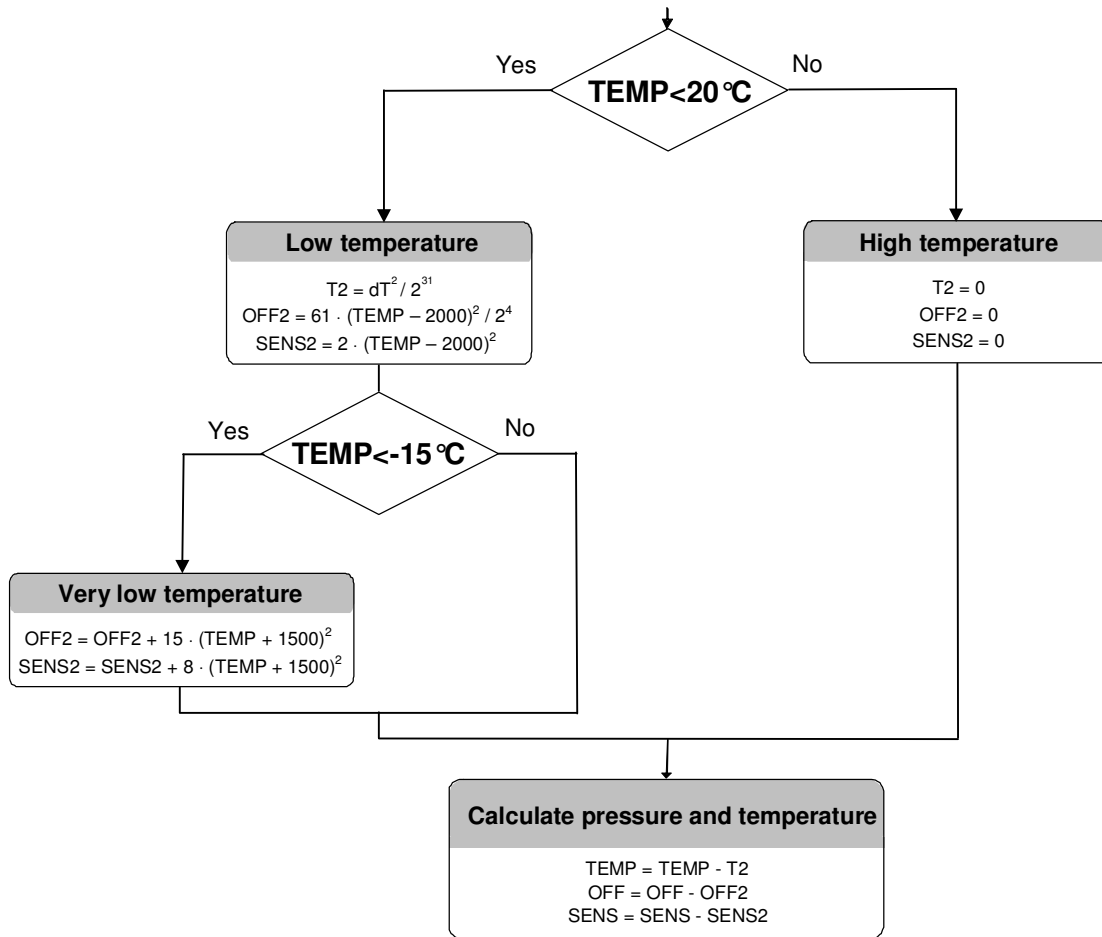 Yes
No
TEMP<20°C
Low temperature
T2 = dT² / 2³¹
OFF2 = 61 · (TEMP – 2000)² / 2⁴
SENS2 = 2 · (TEMP – 2000)²
High temperature
T2 = 0
OFF2 = 0
SENS2 = 0
Yes
No
TEMP<-15°C
Very low temperature
OFF2 = OFF2 + 15 · (TEMP + 1500)²
SENS2 = SENS2 + 8 · (TEMP + 1500)²
Calculate pressure and temperature
TEMP = TEMP - T2
OFF = OFF - OFF2
SENS = SENS - SENS2